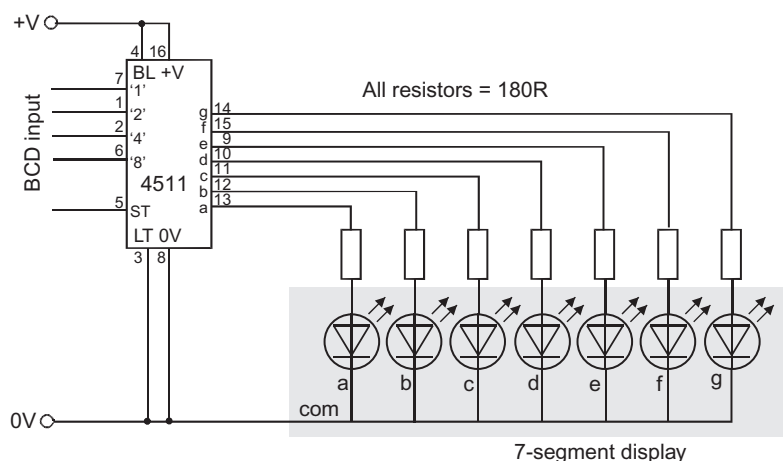 +V
4 16
BL +V
7 '1'
1 '2'
2 '4'
6 '8'
BCD input
4511
5 ST
LT 0V
3 8
g 14
f 15
e 9
d 10
c 11
b 12
a 13
All resistors = 180R
a b c d e f g
com
0V
7-segment display